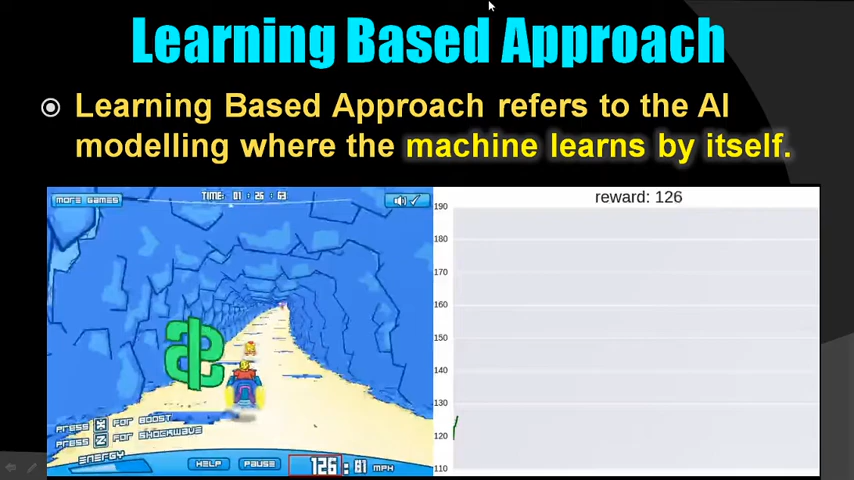 Learning Based Approach
Learning Based Approach refers to the AI
modelling where the machine learns by itself.
MORE GAMES
TIME: 01 : 26 : 63
reward: 126
190
180
170
160
150
140
130
120
110
PRESS X FOR BOOST
PRESS Z FOR SHOCKWAVE
ENERGY
HELP
PAUSE
126 : 81 MPH